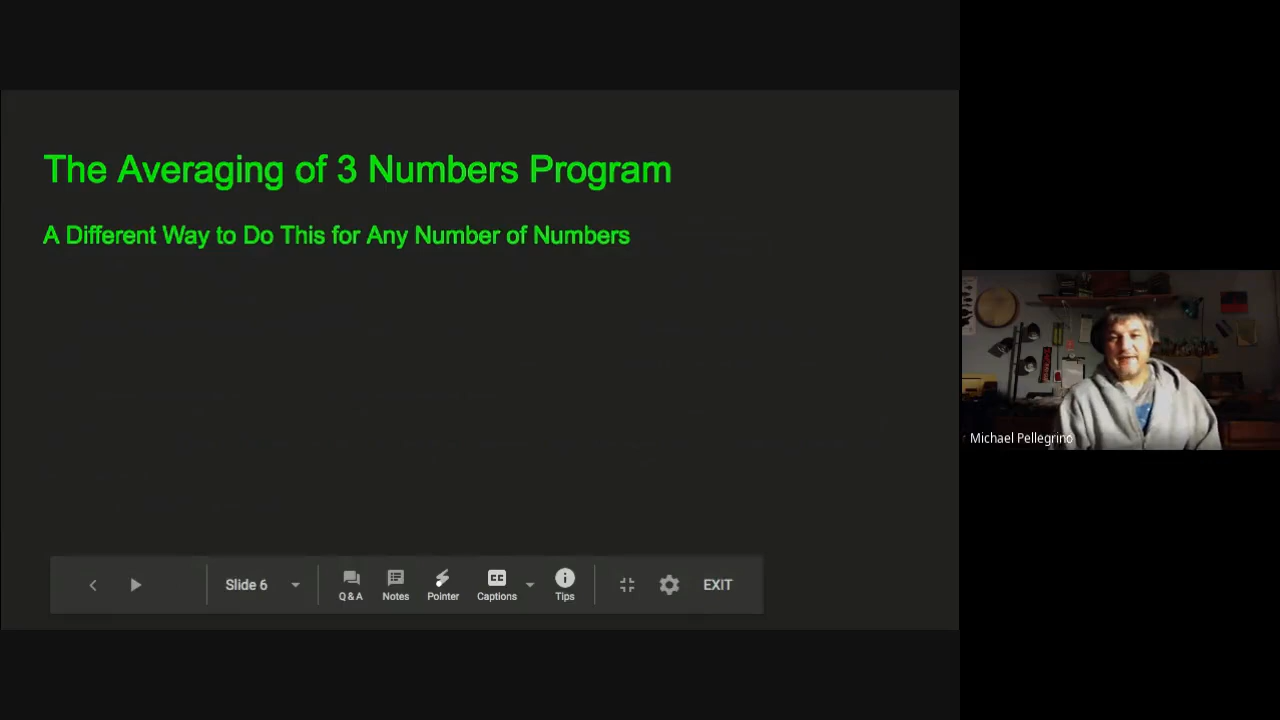 The Averaging of 3 Numbers Program
A Different Way to Do This for Any Number of Numbers
Michael Pellegrino
Slide 6
Q & A
Notes
Pointer
CC
Captions
Tips
EXIT